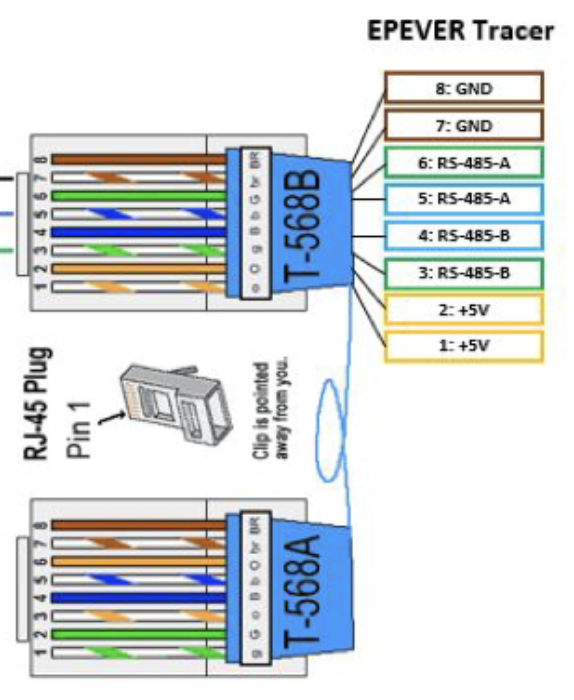 EPEVER Tracer
8: GND
7: GND
6: RS-485-A
5: RS-485-A
4: RS-485-B
3: RS-485-B
2: +5V
1: +5V
8
7
6
5
4
3
2
1
BR
br
G
b
B
g
O
o
T-568B
RJ-45 Plug
Pin 1
Clip is pointed
away from you.
8
7
6
5
4
3
2
1
BR
br
O
b
B
o
G
g
T-568A